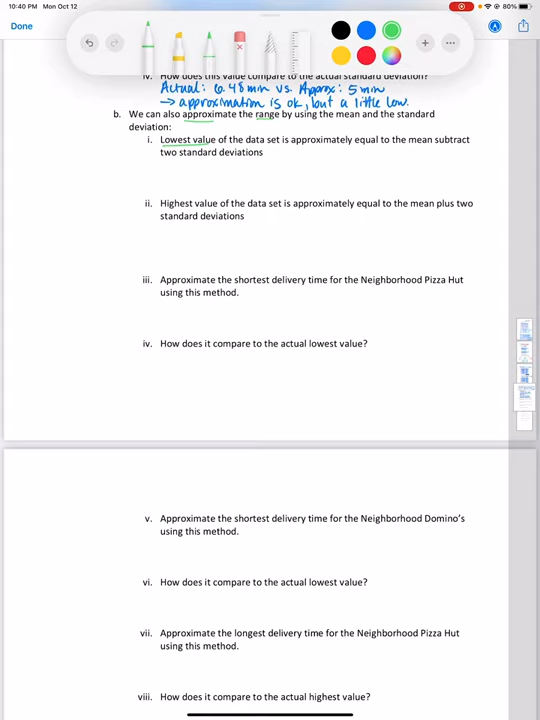 10:40 PM Mon Oct 12
80%
Done
iv. How does this value compare to the actual standard deviation?
Actual: 6.48 min vs. Approx: 5 min
→ approximation is ok, but a little low.
b. We can also approximate the range by using the mean and the standard
deviation:
i. Lowest value of the data set is approximately equal to the mean subtract
two standard deviations
ii. Highest value of the data set is approximately equal to the mean plus two
standard deviations
iii. Approximate the shortest delivery time for the Neighborhood Pizza Hut
using this method.
iv. How does it compare to the actual lowest value?
v. Approximate the shortest delivery time for the Neighborhood Domino's
using this method.
vi. How does it compare to the actual lowest value?
vii. Approximate the longest delivery time for the Neighborhood Pizza Hut
using this method.
viii. How does it compare to the actual highest value?